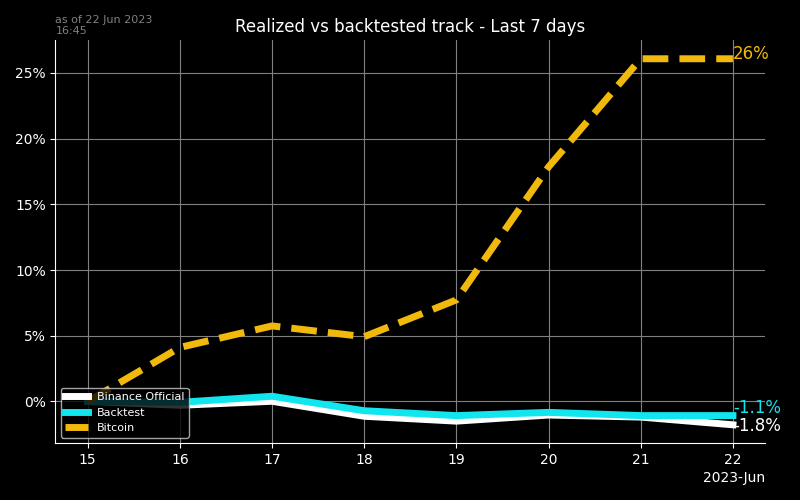 as of 22 Jun 2023
16:45
Realized vs backtested track - Last 7 days
25%
20%
15%
10%
5%
0%
26%
-1.1%
-1.8%
Binance Official
Backtest
Bitcoin
15 16 17 18 19 20 21 22
2023-Jun